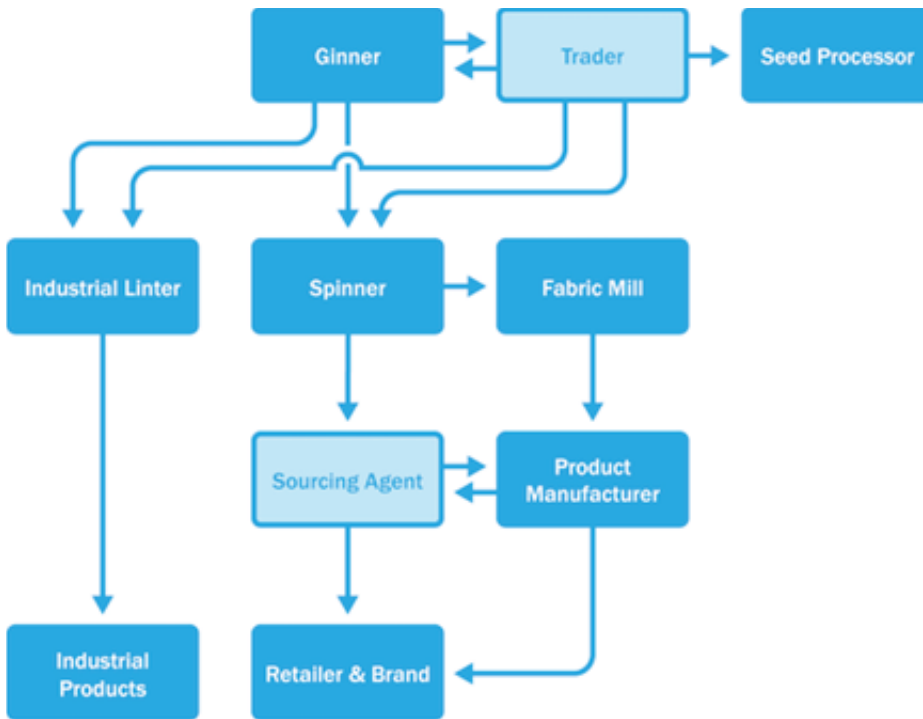 Ginner
Trader
Seed Processor
Industrial Linter
Spinner
Fabric Mill
Sourcing Agent
Product
Manufacturer
Industrial
Products
Retailer & Brand